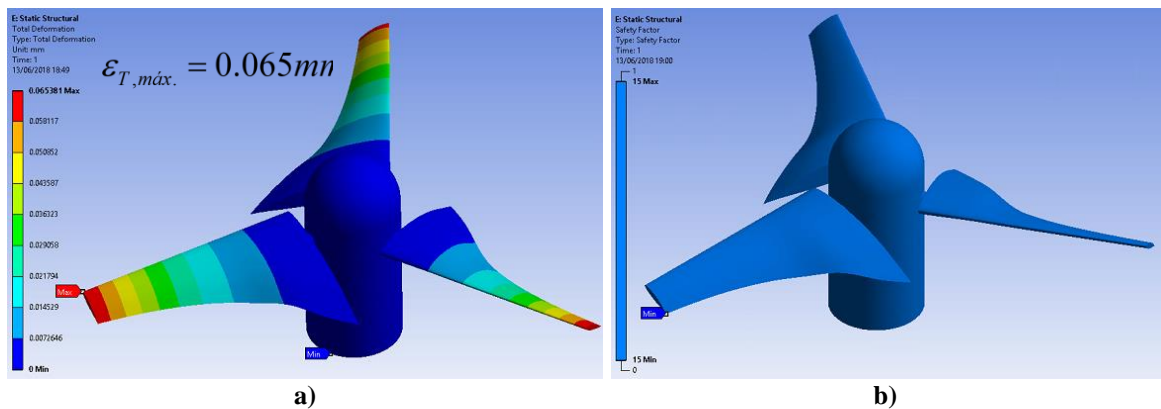 E: Static Structural
Total Deformation
Type: Total Deformation
Unit: mm
Time: 1
13/06/2018 18:49
ε T,máx. = 0.065mm
0.065381 Max
0.058117
0.050852
0.043587
0.036323
0.029058
0.021794
0.014529
0.0072646
0 Min
Max
Min
a)
E: Static Structural
Safety Factor
Type: Safety Factor
Time: 1
13/06/2018 19:00
1
15 Max
15 Min
0
Min
b)